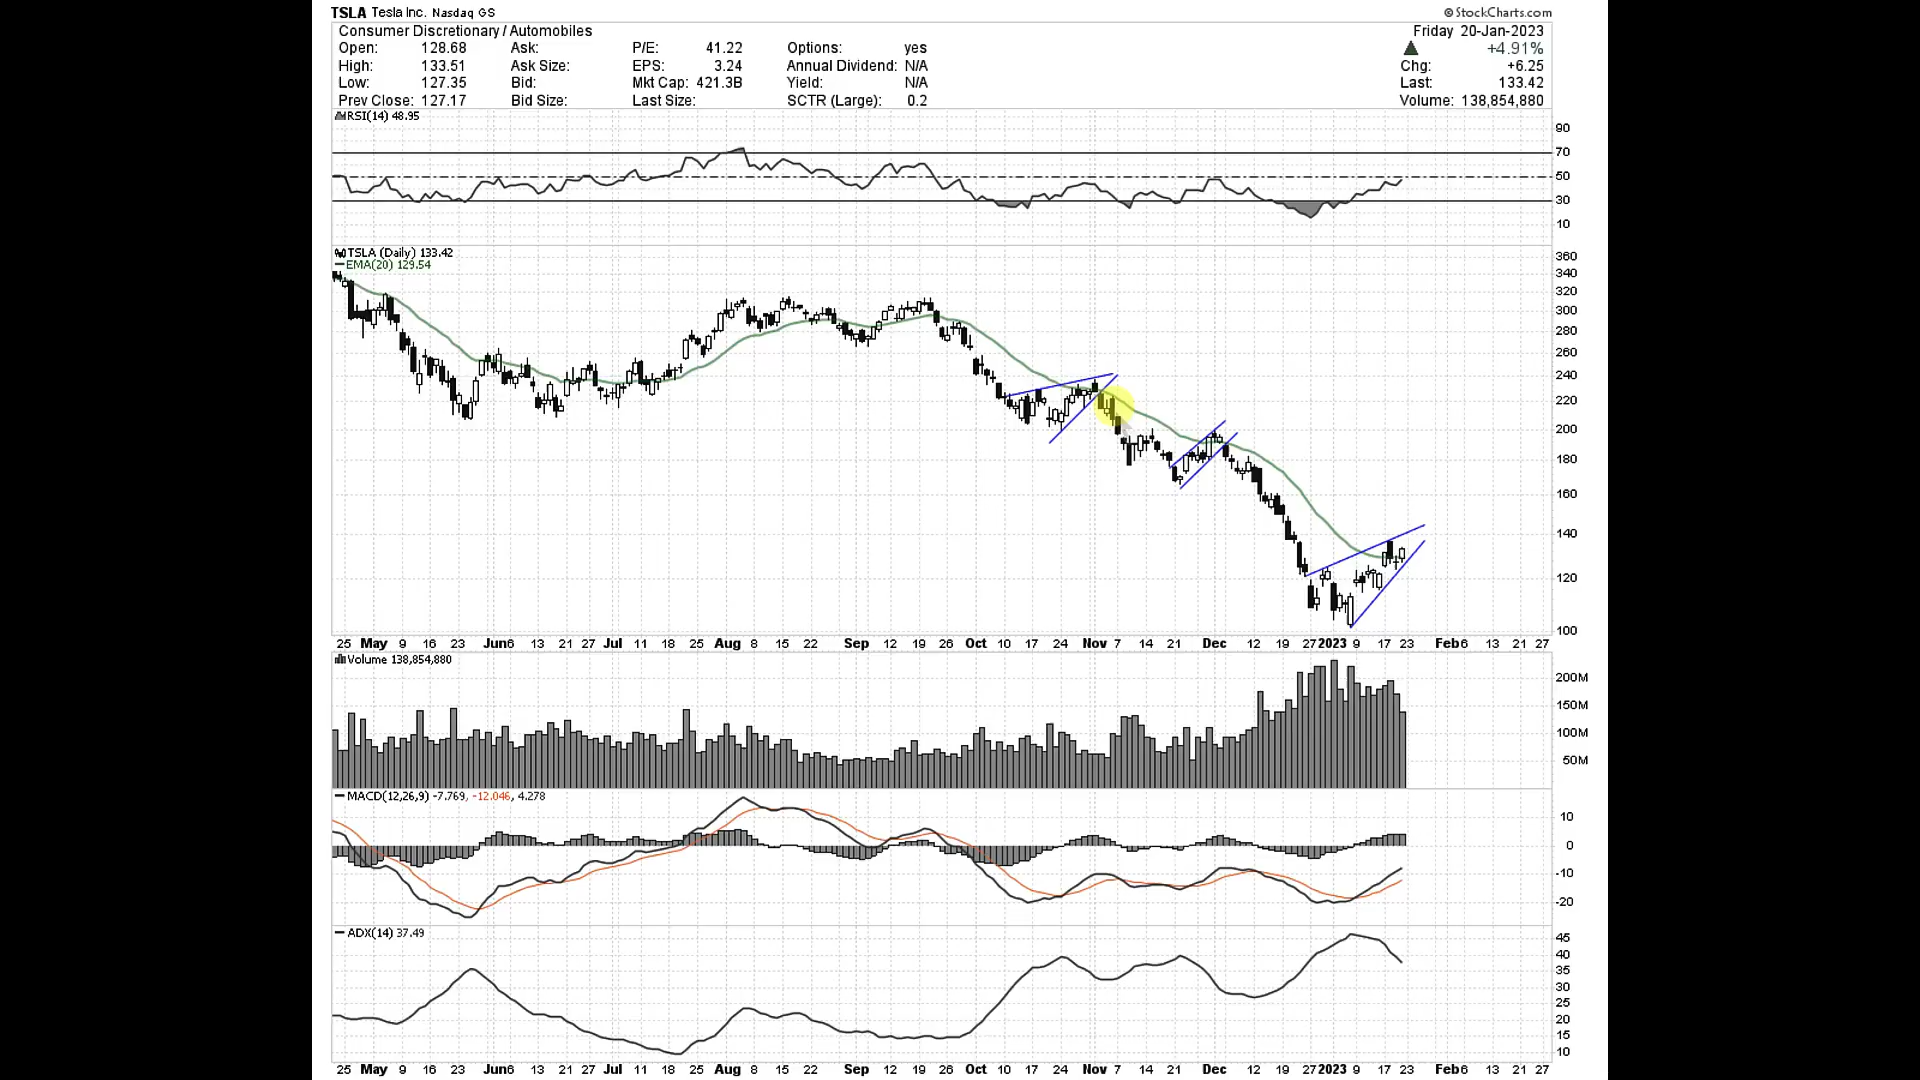 TSLA Tesla Inc. Nasdaq GS
© StockCharts.com
Consumer Discretionary / Automobiles
Friday 20-Jan-2023
Open: 128.68 Ask: P/E: 41.22 Options: yes
+4.91%
High: 133.51 Ask Size: EPS: 3.24 Annual Dividend: N/A
Chg: +6.25
Low: 127.35 Bid: Mkt Cap: 421.3B Yield: N/A
Last: 133.42
Prev Close: 127.17 Bid Size: Last Size: SCTR (Large): 0.2
Volume: 138,854,880
RSI(14) 48.95
90
70
50
30
10
TSLA (Daily) 133.42
EMA(20) 129.54
360
340
320
300
280
260
240
220
200
180
160
140
120
100
25 May 9 16 23 Jun6 13 21 27 Jul 11 18 Aug 8 15 22 Sep 12 19 26 Oct 10 17 24 Nov 7 14 21 Dec 12 19 27 2023 9 17 23 Feb6 13 21 27
Volume 138,854,880
200M
150M
100M
50M
MACD(12,26,9) -7.769, -12.046, 4.278
10
0
-10
-20
ADX(14) 37.49
45
40
35
30
25
20
15
10
25 May 9 16 23 Jun6 13 21 27 Jul 11 18 Aug 8 15 22 Sep 12 19 26 Oct 10 17 24 Nov 7 14 21 Dec 12 19 27 2023 9 17 23 Feb6 13 21 27